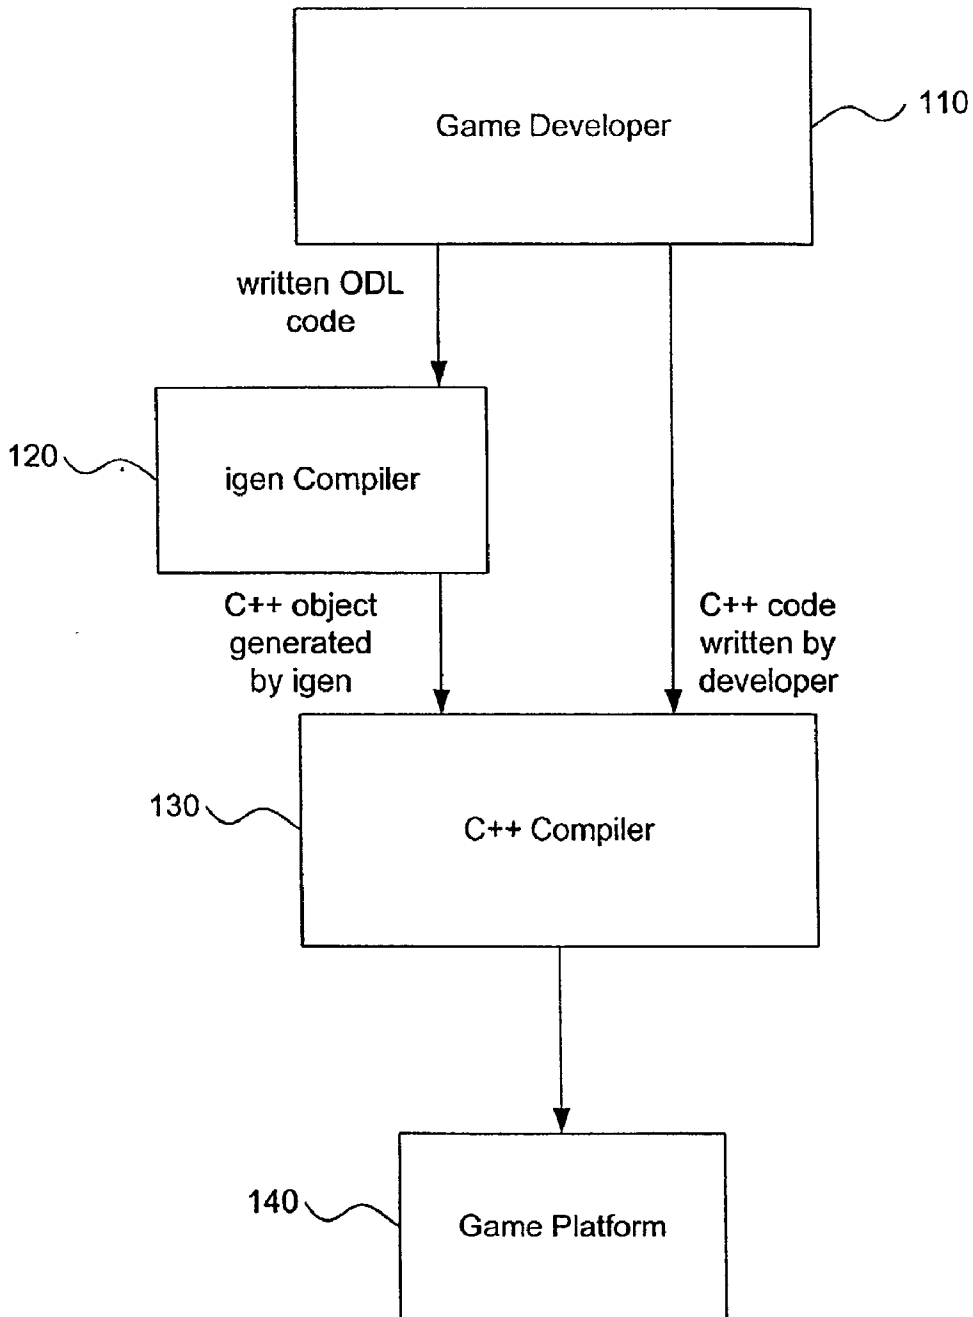 Game Developer
110
written ODL
code
120
igen Compiler
C++ object
generated
by igen
C++ code
written by
developer
130
C++ Compiler
140
Game Platform